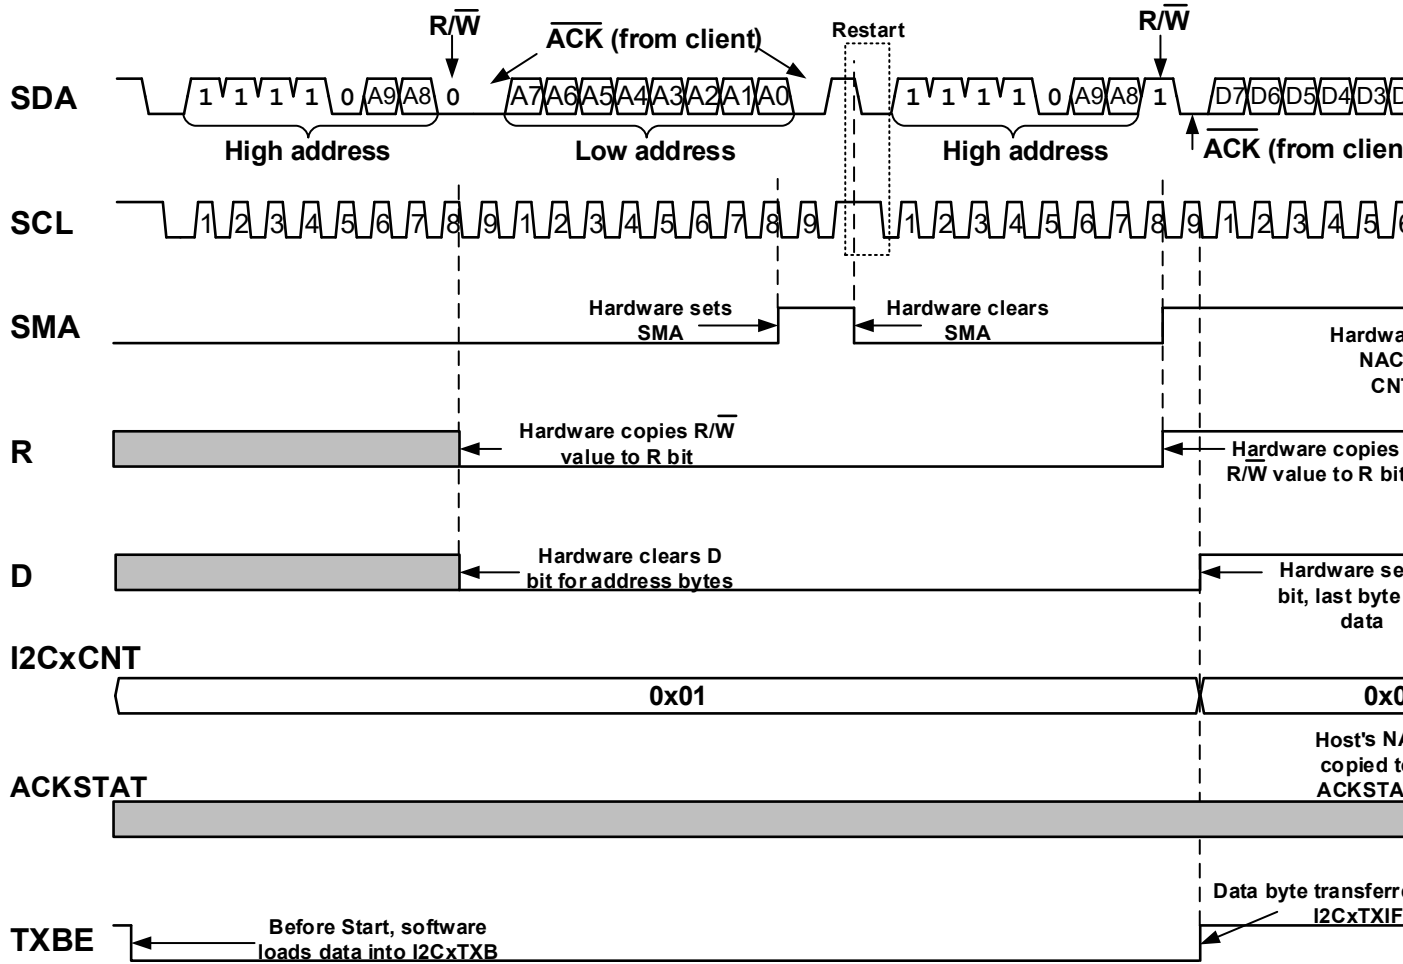 R/W
ACK (from client)
Restart
R/W
SDA
1 1 1 1 0 A9 A8 0 A7 A6 A5 A4 A3 A2 A1 A0 1 1 1 1 0 A9 A8 1 D7 D6 D5 D4 D3
High address
Low address
High address
ACK (from clien
SCL
1 2 3 4 5 6 7 8 9 1 2 3 4 5 6 7 8 9 1 2 3 4 5 6 7 8 9 1 2 3 4 5 6
SMA
Hardware sets
SMA
Hardware clears
SMA
Hardwa
NAC
CN
R
Hardware copies R/W
value to R bit
Hardware copies
R/W value to R bit
D
Hardware clears D
bit for address bytes
Hardware se
bit, last byte
data
I2CxCNT
0x01
0x0
Host's NA
copied t
ACKSTA
ACKSTAT
TXBE
Before Start, software
loads data into I2CxTXB
Data byte transferr
I2CxTXIF